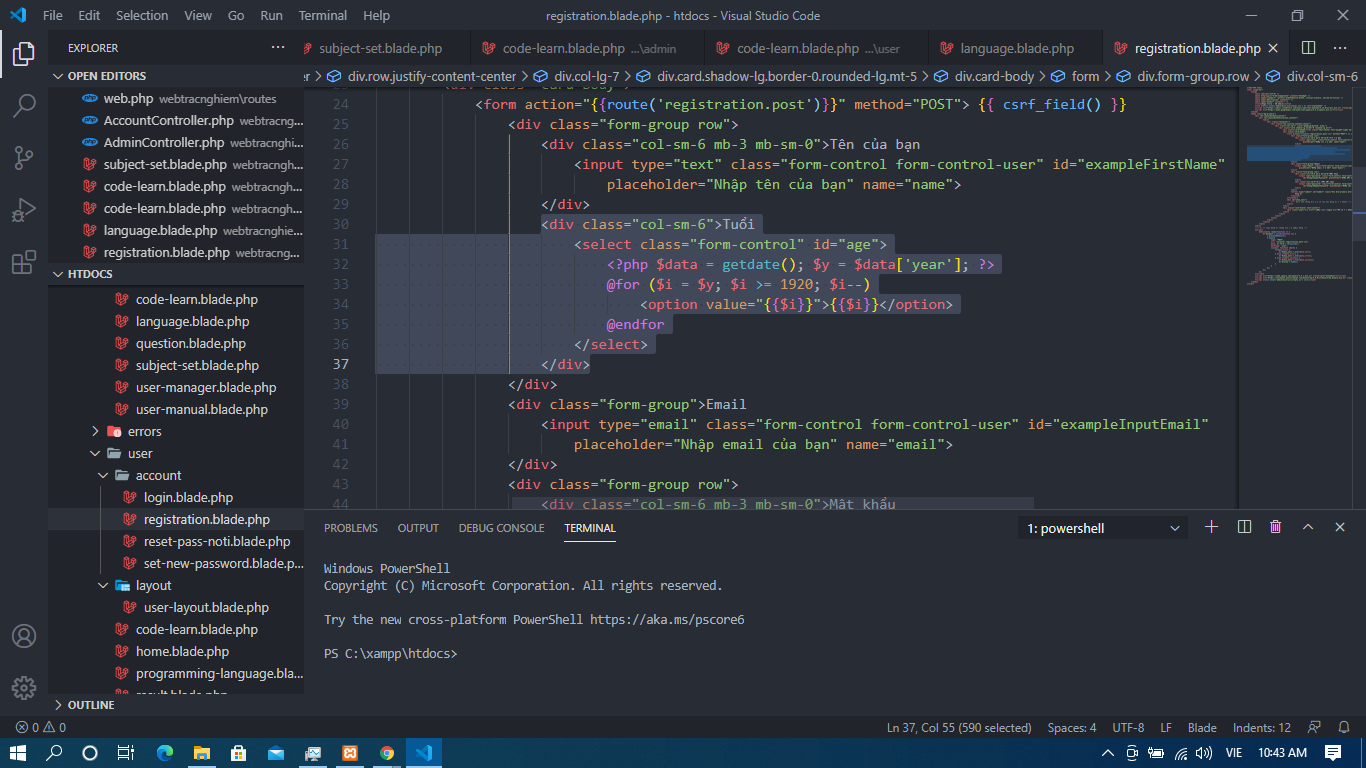 File Edit Selection View Go Run Terminal Help registration.blade.php - htdocs - Visual Studio Code
EXPLORER
subject-set.blade.php code-learn.blade.php ...\admin code-learn.blade.php ...\user language.blade.php registration.blade.php
OPEN EDITORS
er > div.row.justify-content-center > div.col-lg-7 > div.card.shadow-lg.border-0.rounded-lg.mt-5 > div.card-body > form > div.form-group.row > div.col-sm-6
web.php webtracnghiem\routes
AccountController.php webtracng...
AdminController.php webtracnghi...
subject-set.blade.php webtracng...
code-learn.blade.php webtracngh...
code-learn.blade.php webtracngh...
language.blade.php webtracnghie...
registration.blade.php webtracng...
HTDOCS
code-learn.blade.php
language.blade.php
question.blade.php
subject-set.blade.php
user-manager.blade.php
user-manual.blade.php
errors
user
account
login.blade.php
registration.blade.php
reset-pass-noti.blade.php
set-new-password.blade.p...
layout
user-layout.blade.php
code-learn.blade.php
home.blade.php
programming-language.bla...
result.blade.php
OUTLINE
24 <form action="{{route('registration.post')}}" method="POST"> {{ csrf_field() }}
25 <div class="form-group row">
26 <div class="col-sm-6 mb-3 mb-sm-0">Tên của bạn
27 <input type="text" class="form-control form-control-user" id="exampleFirstName"
28 placeholder="Nhập tên của bạn" name="name">
29 </div>
30 <div class="col-sm-6">Tuổi
31 <select class="form-control" id="age">
32 <?php $data = getdate(); $y = $data['year']; ?>
33 @for ($i = $y; $i >= 1920; $i--)
34 <option value="{{$i}}">{{$i}}</option>
35 @endfor
36 </select>
37 </div>
38 </div>
39 <div class="form-group">Email
40 <input type="email" class="form-control form-control-user" id="exampleInputEmail"
41 placeholder="Nhập email của bạn" name="email">
42 </div>
43 <div class="form-group row">
44 <div class="col-sm-6 mb-3 mb-sm-0">Mật khẩu
PROBLEMS OUTPUT DEBUG CONSOLE TERMINAL 1: powershell
Windows PowerShell
Copyright (C) Microsoft Corporation. All rights reserved.
Try the new cross-platform PowerShell https://aka.ms/pscore6
PS C:\xampp\htdocs>
0 0 Ln 37, Col 55 (590 selected) Spaces: 4 UTF-8 LF Blade Indents: 12
VIE 10:43 AM